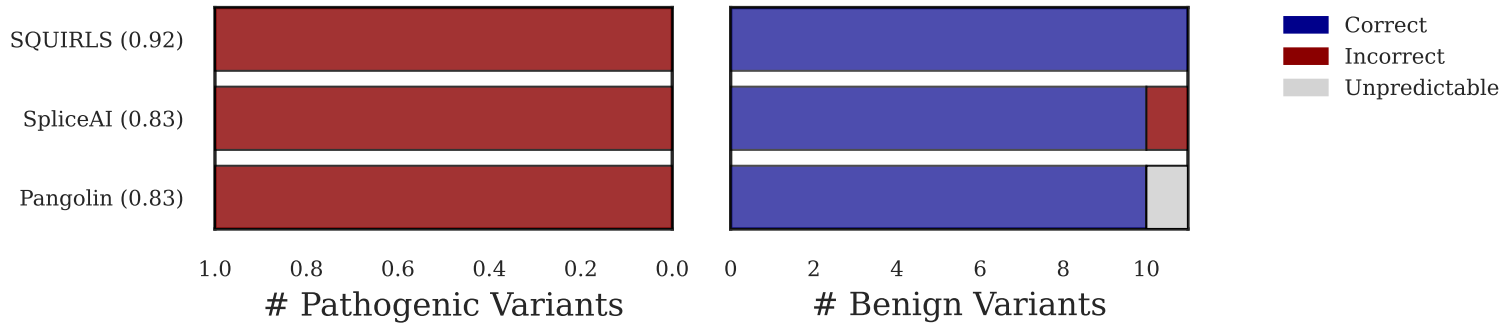 SQUIRLS (0.92)
SpliceAI (0.83)
Pangolin (0.83)
1.0 0.8 0.6 0.4 0.2 0.0
# Pathogenic Variants
0 2 4 6 8 10
# Benign Variants
Correct
Incorrect
Unpredictable